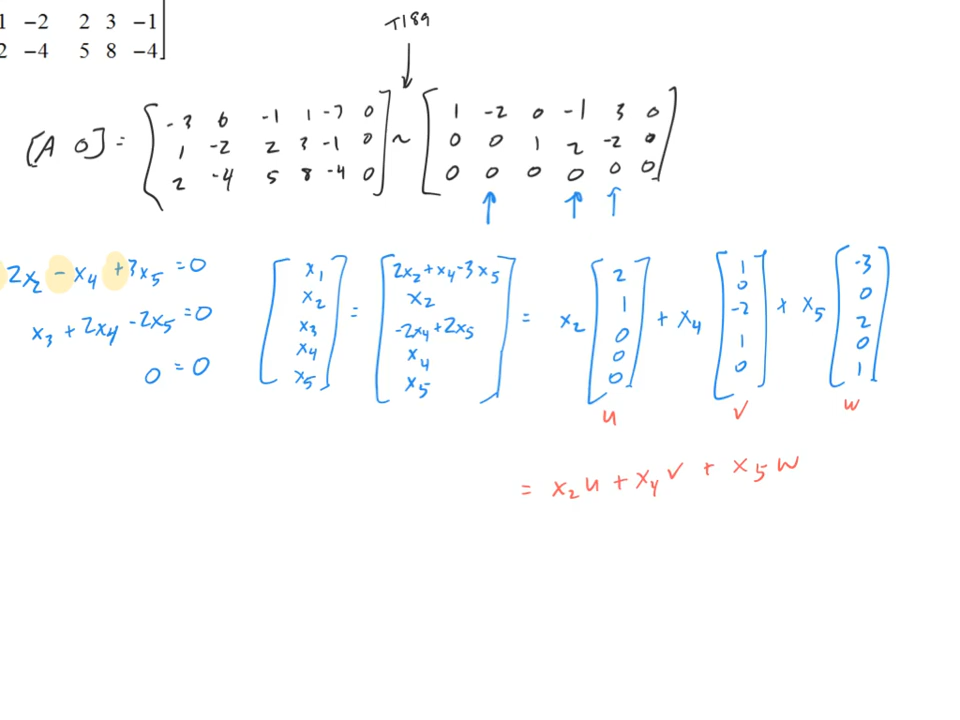 1 -2 2 3 -1
2 -4 5 8 -4
TI89
[A 0] = [-3 6 -1 1 -7 0 ~ [1 -2 0 -1 3 0
1 -2 2 3 -1 0 0 0 1 2 -2 0
2 -4 5 8 -4 0] 0 0 0 0 0 0]
2x₂ - x₄ + 3x₅ = 0
x₃ + 2x₄ - 2x₅ = 0
0 = 0
[x₁ x₂ x₃ x₄ x₅] = [2x₂+x₄-3x₅ x₂ -2x₄+2x₅ x₄ x₅] = x₂ [2 1 0 0 0] + x₄ [1 0 -2 1 0] + x₅ [-3 0 2 0 1]
u v w
= x₂u + x₄v + x₅w